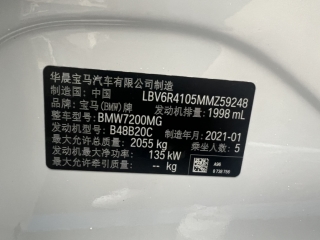 华晨宝马汽车有限公司制造
制造国：中国 LBV6R4105MMZ59248
品牌：宝马(BMW)牌 发动机排量：1998 mL
整车型号：BMW7200MG
发动机型号：B48B20C 制造年月：2021-01
最大允许总质量：2055 kg 乘坐人数：5
发动机最大净功率：135 kW
最大允许牵引质量：-- kg